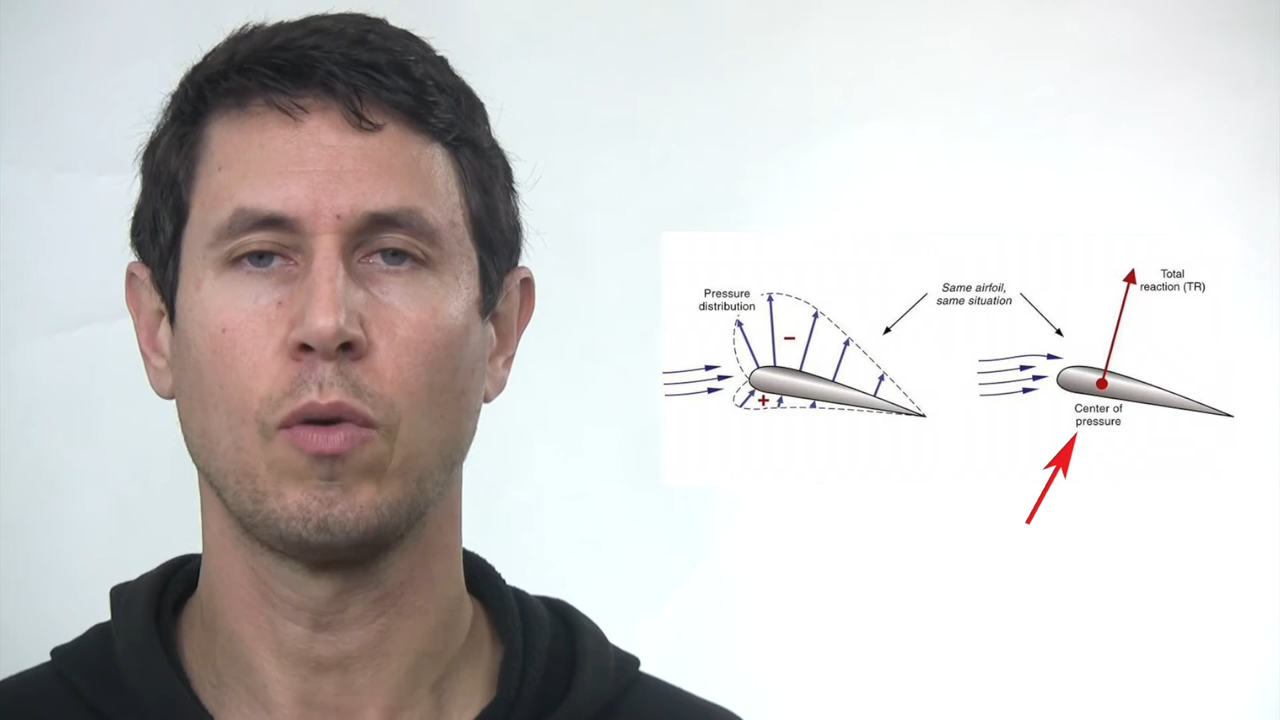 Pressure
distribution
−
+
Same airfoil,
same situation
Total
reaction (TR)
Center of
pressure